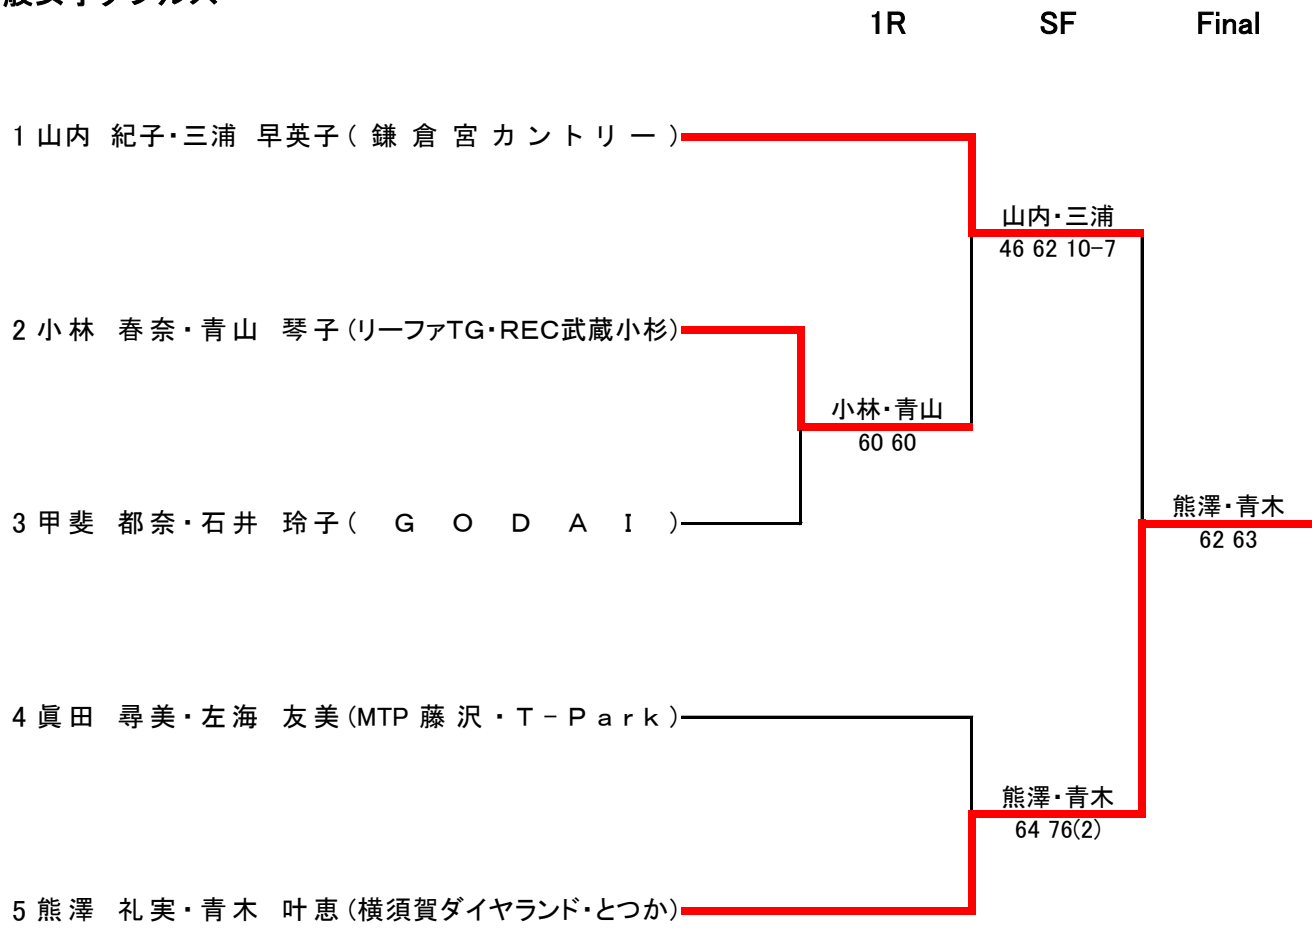 1R SF Final
1 山内 紀子・三浦 早英子(鎌倉宮カントリー)
山内・三浦
46 62 10-7
2 小林 春奈・青山 琴子(リーファTG・REC武蔵小杉)
小林・青山
60 60
3 甲斐 都奈・石井 玲子(GODAI)
熊澤・青木
62 63
4 眞田 尋美・左海 友美(MTP藤沢・T-Park)
熊澤・青木
64 76(2)
5 熊澤 礼実・青木 叶恵(横須賀ダイヤランド・とつか)